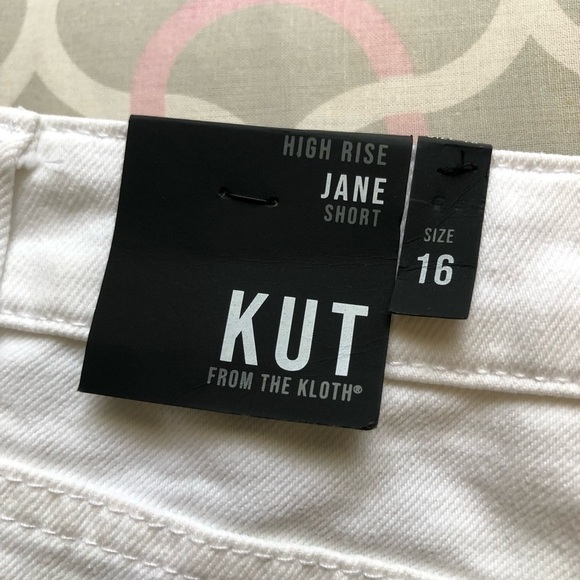 HIGH RISE
JANE
SHORT
KUT
FROM THE KLOTH®
SIZE
16